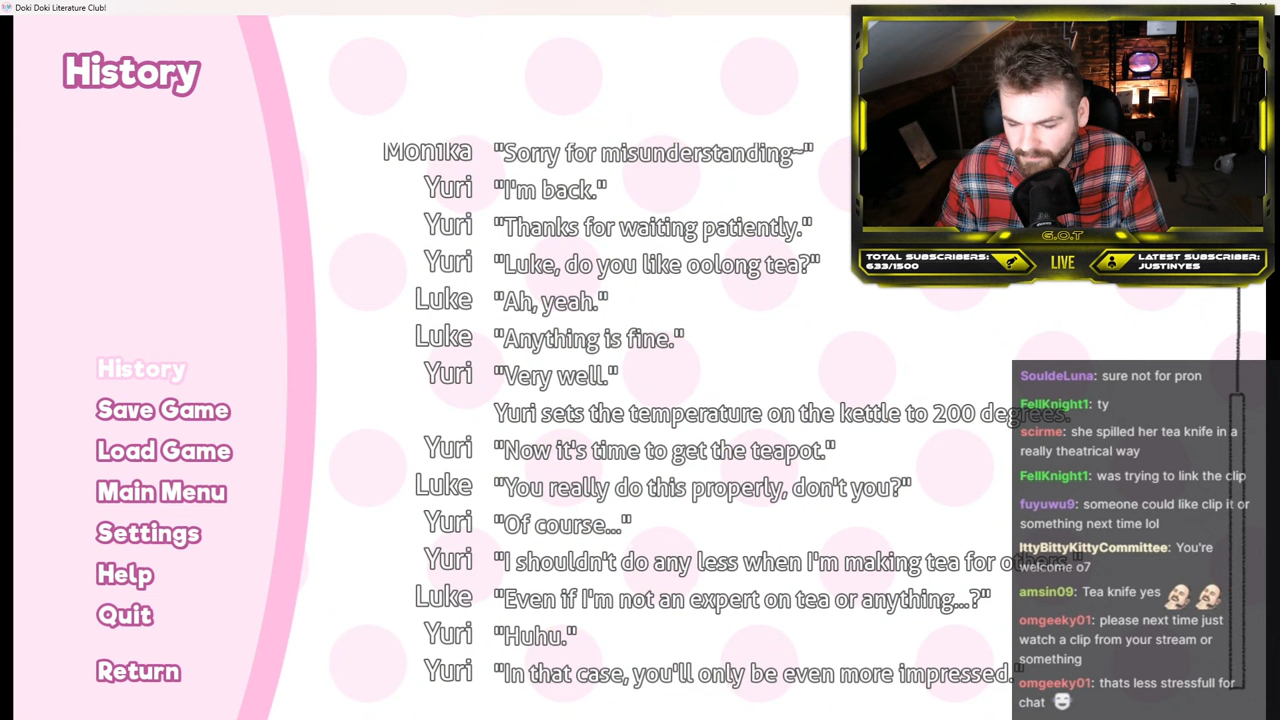 Doki Doki Literature Club!
History
Monika "Sorry for misunderstanding~"
Yuri "I'm back."
Yuri "Thanks for waiting patiently."
Yuri "Luke, do you like oolong tea?"
Luke "Ah, yeah."
Luke "Anything is fine."
Yuri "Very well."
Yuri sets the temperature on the kettle to 200 degrees.
Yuri "Now it's time to get the teapot."
Luke "You really do this properly, don't you?"
Yuri "Of course..."
Yuri "I shouldn't do any less when I'm making tea for others."
Luke "Even if I'm not an expert on tea or anything...?"
Yuri "Huhu."
Yuri "In that case, you'll only be even more impressed."
History
Save Game
Load Game
Main Menu
Settings
Help
Quit
Return
G.O.T
TOTAL SUBSCRIBERS:
633/1500
LIVE
LATEST SUBSCRIBER:
JUSTINYES
SouldeLuna: sure not for pron
FellKnight1: ty
scirme: she spilled her tea knife in a
really theatrical way
FellKnight1: was trying to link the clip
fuyuwu9: someone could like clip it or
something next time lol
IttyBittyKittyCommittee: You're
welcome o7
amsin09: Tea knife yes
omgeeky01: please next time just
watch a clip from your stream or
something
omgeeky01: thats less stressfull for
chat